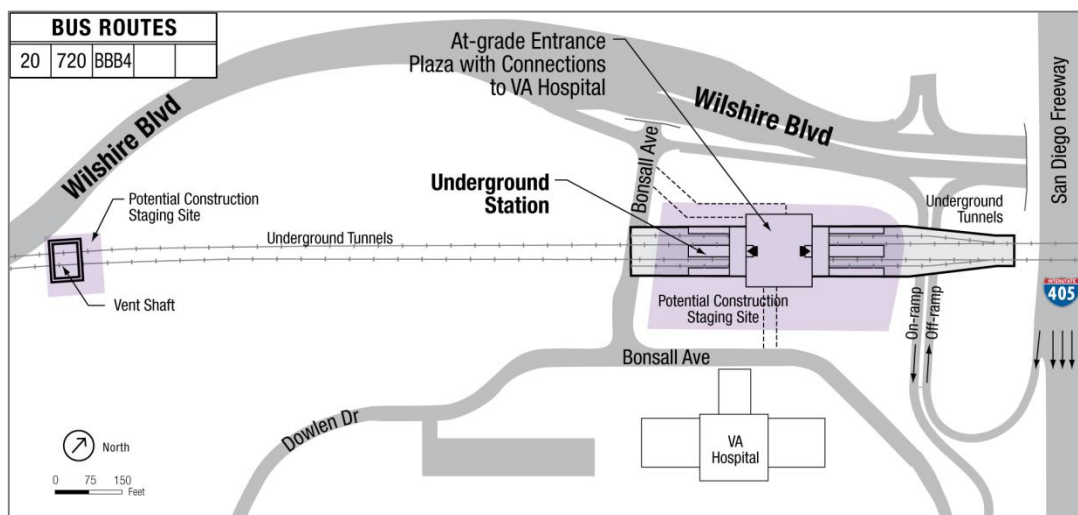 BUS ROUTES
20 720 BBB4
At-grade Entrance
Plaza with Connections
to VA Hospital
Wilshire Blvd
Wilshire Blvd
San Diego Freeway
Bonsall Ave
Underground
Station
Underground
Tunnels
Potential Construction
Staging Site
Underground Tunnels
Vent Shaft
INTERSTATE
405
Potential Construction
Staging Site
On-ramp
Off-ramp
Bonsall Ave
Dowlen Dr
VA
Hospital
North
0 75 150
Feet